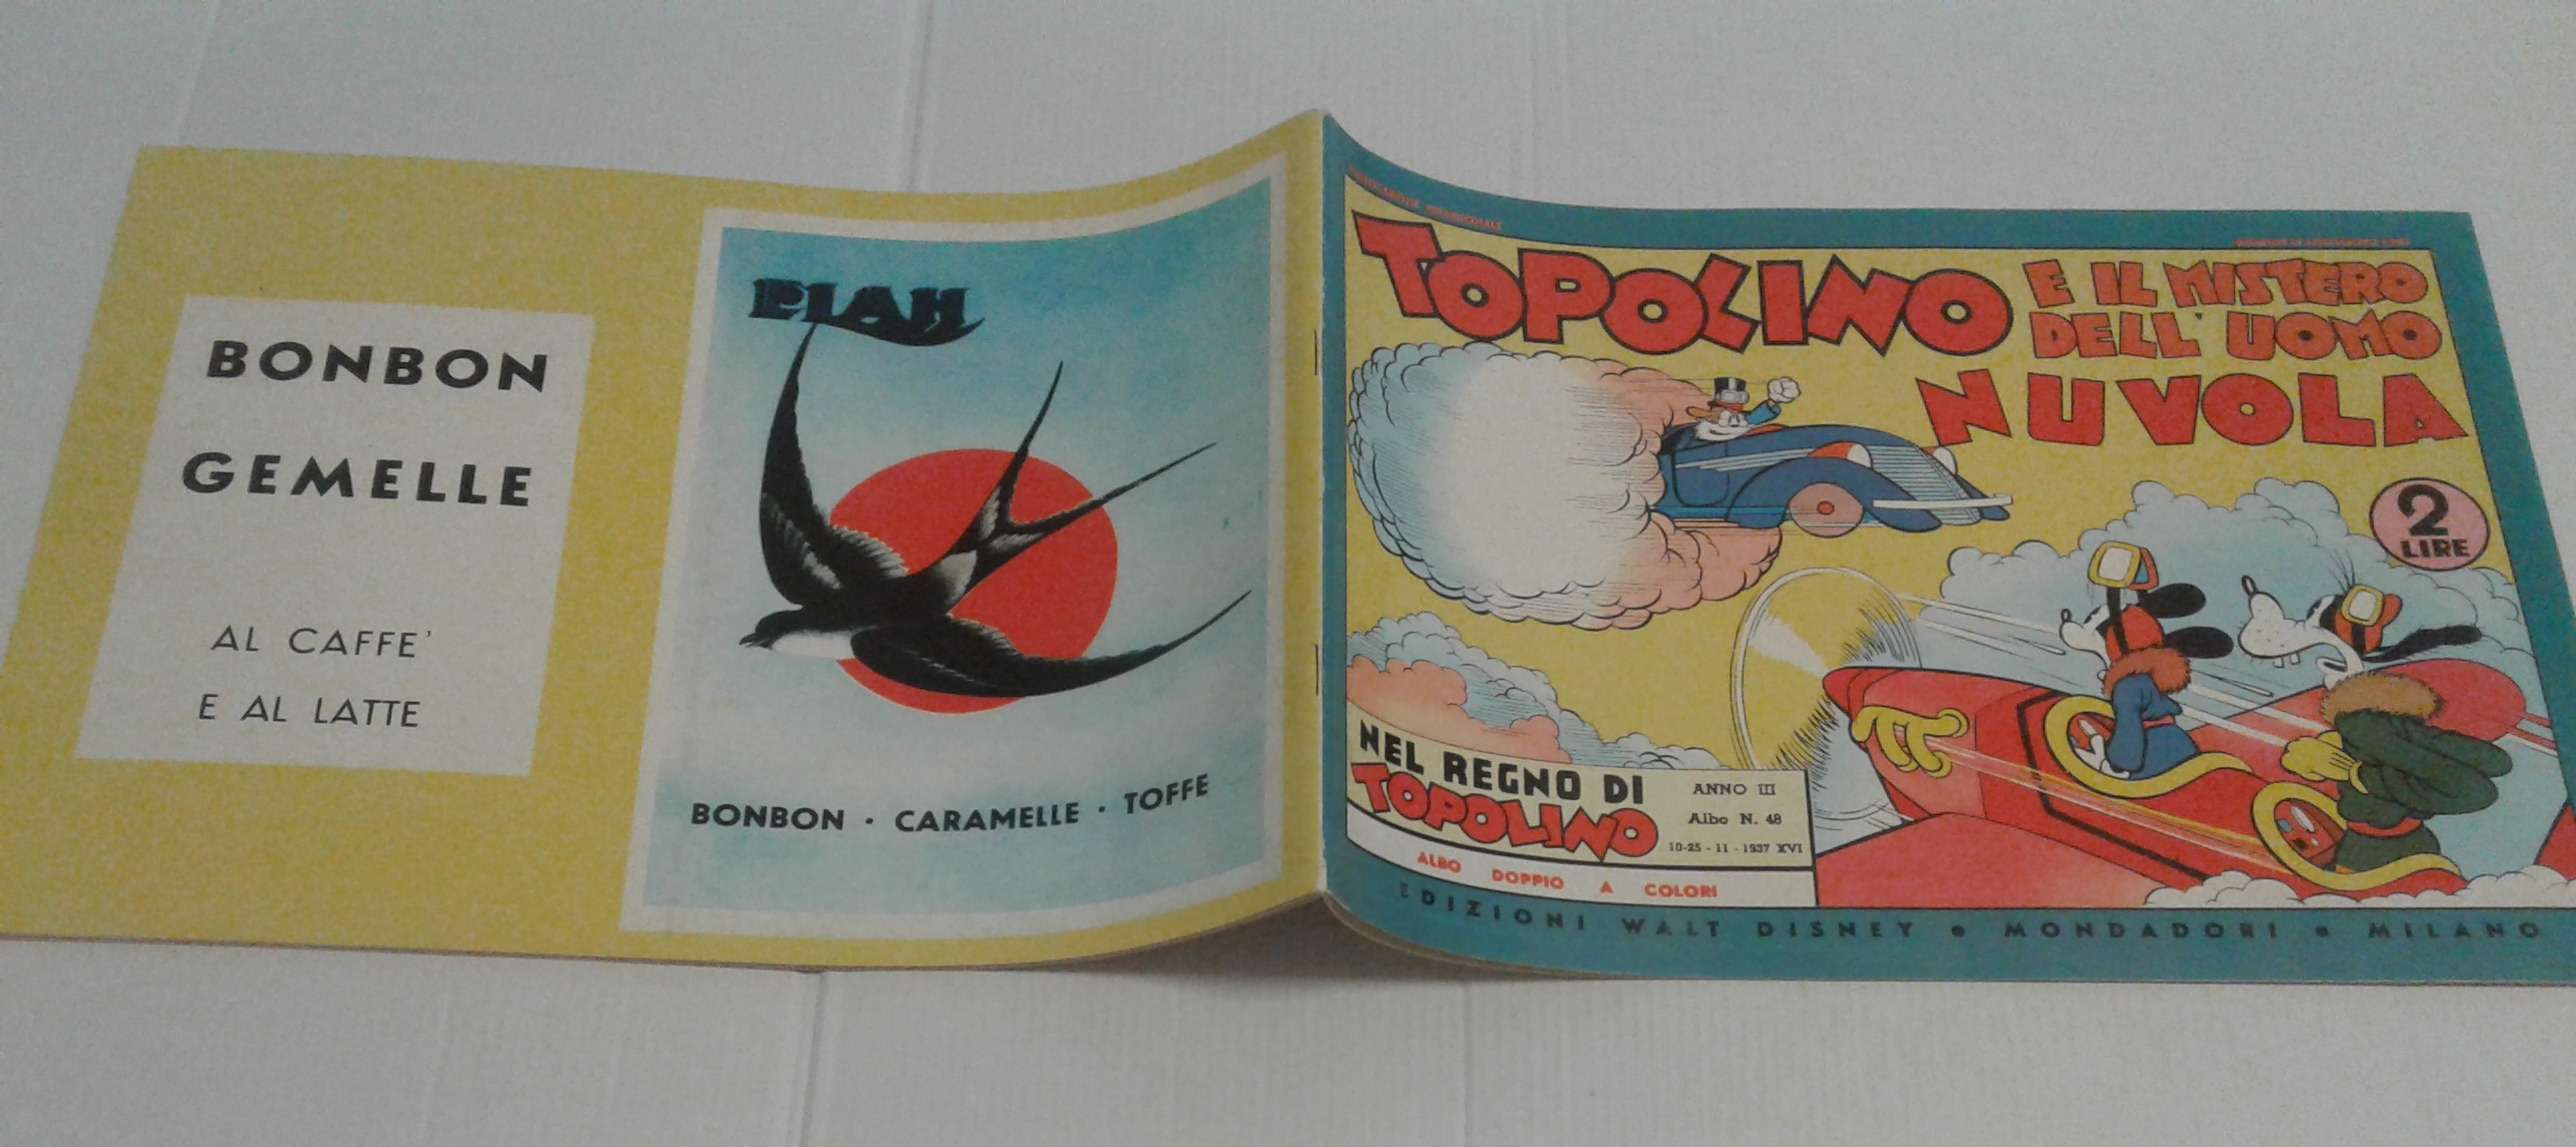 BONBON
GEMELLE
AL CAFFE'
E AL LATTE
PIAH
BONBON · CARAMELLE · TOFFE
TOPOLINO
E IL MISTERO
DELL'UOMO
NUVOLA
2
LIRE
NEL REGNO DI
TOPOLINO
ANNO III
Albo N. 48
10-25-11-1937 XVI
ALBO DOPPIO A COLORI
EDIZIONI WALT DISNEY • MONDADORI • MILANO